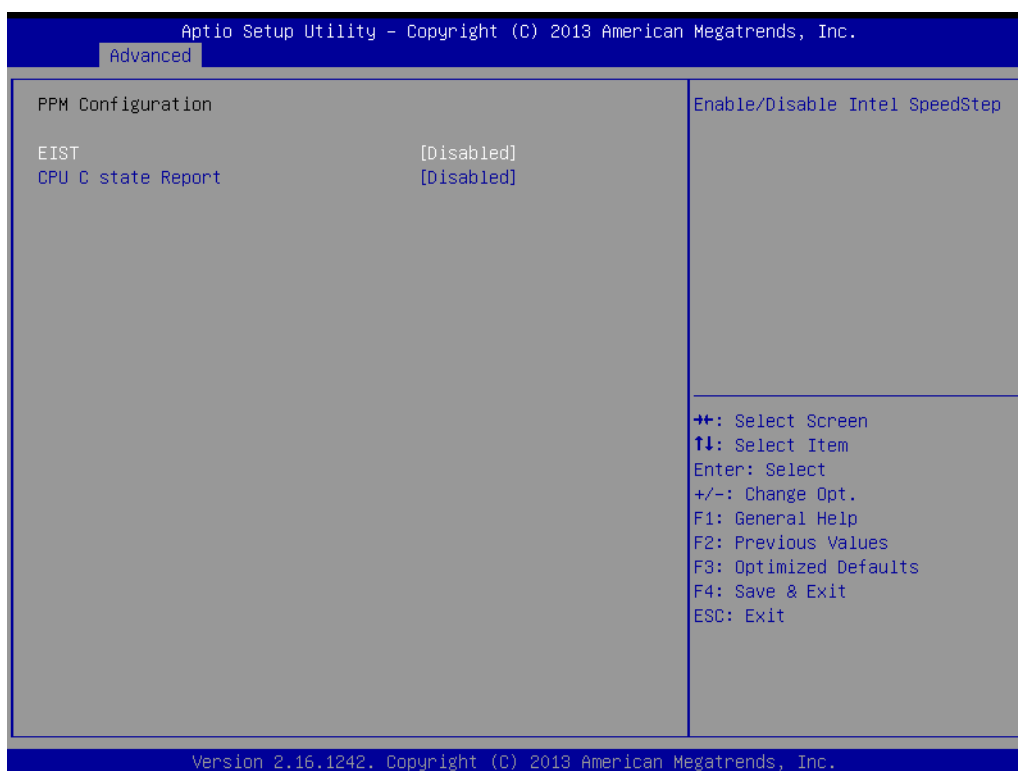 Aptio Setup Utility – Copyright (C) 2013 American Megatrends, Inc.
Advanced
PPM Configuration
EIST [Disabled]
CPU C state Report [Disabled]
Enable/Disable Intel SpeedStep
→←: Select Screen
↑↓: Select Item
Enter: Select
+/-: Change Opt.
F1: General Help
F2: Previous Values
F3: Optimized Defaults
F4: Save & Exit
ESC: Exit
Version 2.16.1242. Copyright (C) 2013 American Megatrends, Inc.